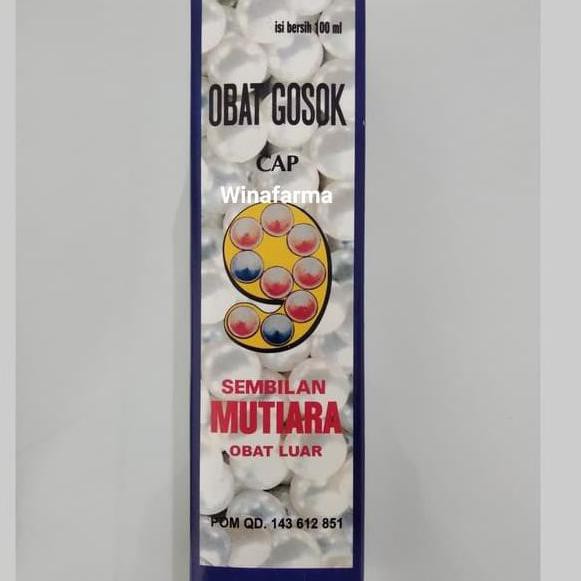 isi bersih 100 ml
OBAT GOSOK
CAP
Winafarma
9
SEMBILAN
MUTIARA
OBAT LUAR
POM QD. 143 612 851